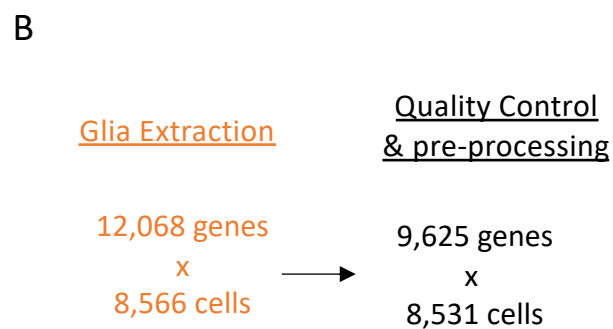 B
Glia Extraction
Quality Control
& pre-processing
12,068 genes
x
8,566 cells
9,625 genes
x
8,531 cells